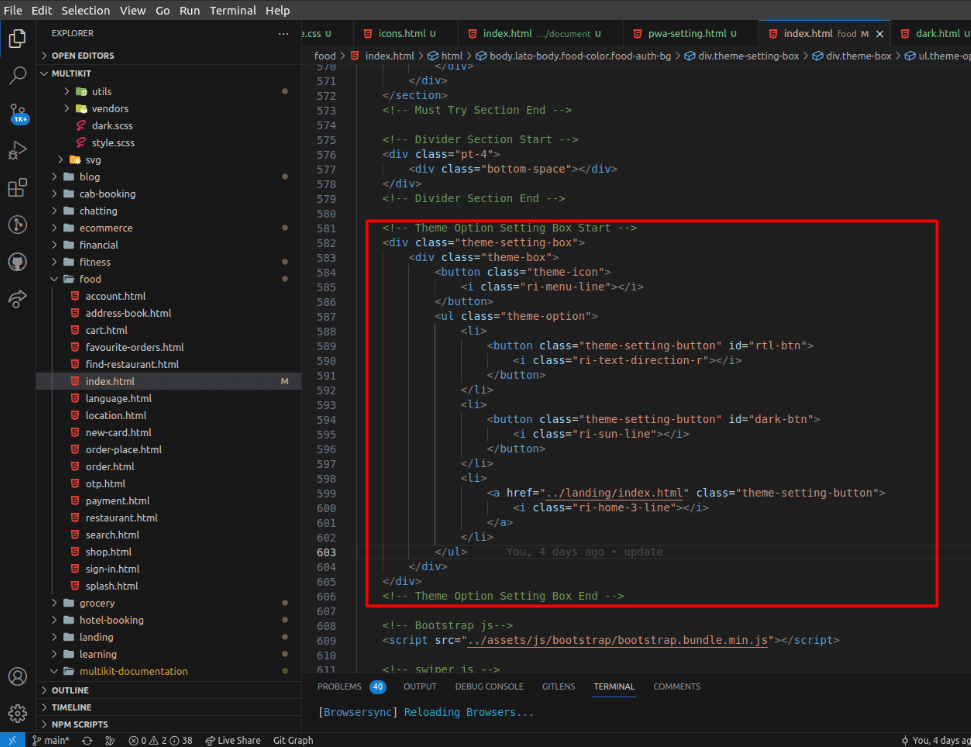 File Edit Selection View Go Run Terminal Help
EXPLORER ...
e.css U
icons.html U
index.html .../document U
pwa-setting.html U
index.html food M
dark.html U
OPEN EDITORS
MULTIKIT
utils
vendors
dark.scss
style.scss
svg
blog
cab-booking
chatting
ecommerce
financial
fitness
food
account.html
address-book.html
cart.html
favourite-orders.html
find-restaurant.html
index.html M
language.html
location.html
new-card.html
order-place.html
order.html
otp.html
payment.html
restaurant.html
search.html
shop.html
sign-in.html
splash.html
grocery
hotel-booking
landing
learning
multikit-documentation
OUTLINE
TIMELINE
NPM SCRIPTS
1K+
food > index.html > html > body.lato-body.food-color.food-auth-bg > div.theme-setting-box > div.theme-box > ul.theme-op
570 </div>
571 </div>
572 </section>
573 <!-- Must Try Section End -->
574
575 <!-- Divider Section Start -->
576 <div class="pt-4">
577 <div class="bottom-space"></div>
578 </div>
579 <!-- Divider Section End -->
580
581 <!-- Theme Option Setting Box Start -->
582 <div class="theme-setting-box">
583 <div class="theme-box">
584 <button class="theme-icon">
585 <i class="ri-menu-line"></i>
586 </button>
587 <ul class="theme-option">
588 <li>
589 <button class="theme-setting-button" id="rtl-btn">
590 <i class="ri-text-direction-r"></i>
591 </button>
592 </li>
593 <li>
594 <button class="theme-setting-button" id="dark-btn">
595 <i class="ri-sun-line"></i>
596 </button>
597 </li>
598 <li>
599 <a href="../landing/index.html" class="theme-setting-button">
600 <i class="ri-home-3-line"></i>
601 </a>
602 </li>
603 </ul> You, 4 days ago • update
604 </div>
605 </div>
606 <!-- Theme Option Setting Box End -->
607
608 <!-- Bootstrap js-->
609 <script src="../assets/js/bootstrap/bootstrap.bundle.min.js"></script>
610
611 <!-- swiper js -->
PROBLEMS 40 OUTPUT DEBUG CONSOLE GITLENS TERMINAL COMMENTS
[Browsersync] Reloading Browsers...
main* 0 2 38 Live Share Git Graph You, 4 days ag